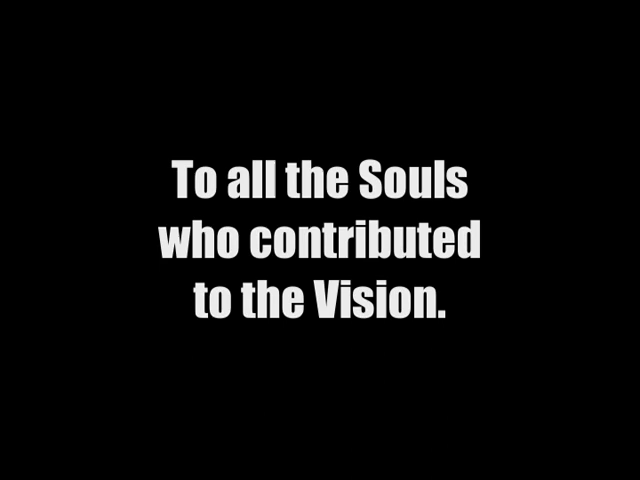 To all the Souls
who contributed
to the Vision.